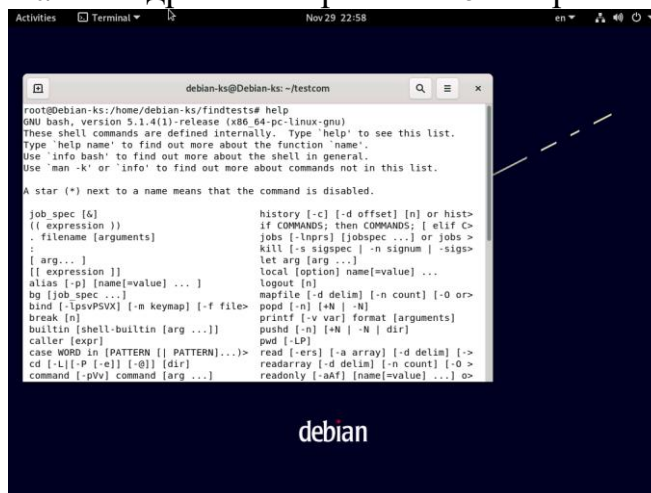 Activities Terminal Nov 29 22:58 en
debian-ks@Debian-ks: ~/testcom
root@Debian-ks:/home/debian-ks/findtests# help
GNU bash, version 5.1.4(1)-release (x86_64-pc-linux-gnu)
These shell commands are defined internally.  Type `help' to see this list.
Type `help name' to find out more about the function `name'.
Use `info bash' to find out more about the shell in general.
Use `man -k' or `info' to find out more about commands not in this list.
A star (*) next to a name means that the command is disabled.
job_spec [&] history [-c] [-d offset] [n] or hist>
(( expression )) if COMMANDS; then COMMANDS; [ elif C>
. filename [arguments] jobs [-lnprs] [jobspec ...] or jobs >
: kill [-s sigspec | -n signum | -sigs>
[ arg... ] let arg [arg ...]
[[ expression ]] local [option] name[=value] ...
alias [-p] [name[=value] ... ] logout [n]
bg [job_spec ...] mapfile [-d delim] [-n count] [-O or>
bind [-lpsvPSVX] [-m keymap] [-f file> popd [-n] [+N | -N]
break [n] printf [-v var] format [arguments]
builtin [shell-builtin [arg ...]] pushd [-n] [+N | -N | dir]
caller [expr] pwd [-LP]
case WORD in [PATTERN [| PATTERN]...)> read [-ers] [-a array] [-d delim] [->
cd [-L|[-P [-e]] [-@]] [dir] readarray [-d delim] [-n count] [-O >
command [-pVv] command [arg ...] readonly [-aAf] [name[=value] ...] o>
debian